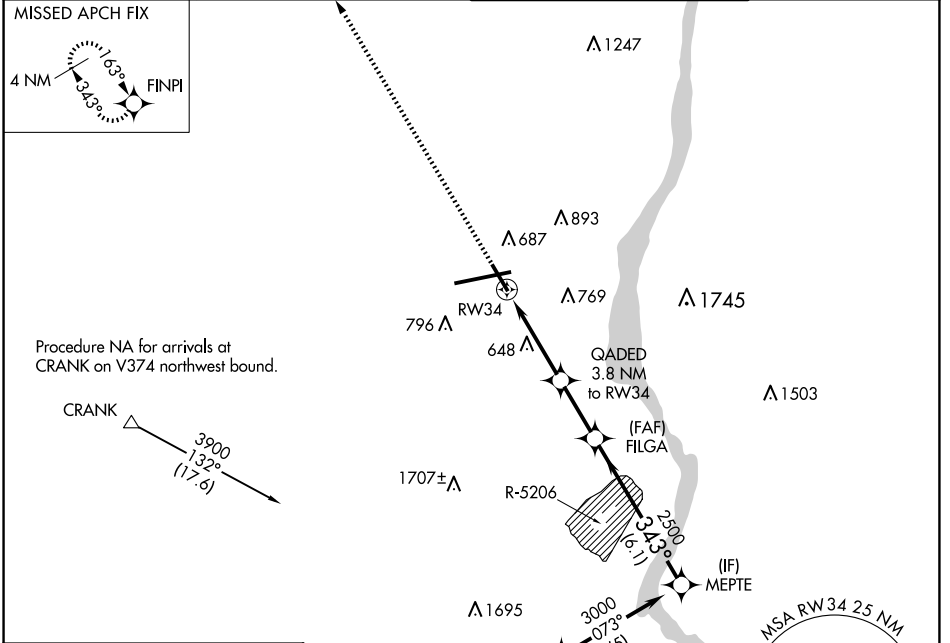 MISSED APCH FIX
4 NM
163°
343°
FINPI
1247
893
687
RW34
769
1745
796
648
QADED
3.8 NM
to RW34
1503
Procedure NA for arrivals at
CRANK on V374 northwest bound.
CRANK
3900
132°
(17.6)
(FAF)
FILGA
1707±
R-5206
2500
343°
(6.1)
(IF)
MEPTE
1695
3000
073°
MSA RW34 25 NM